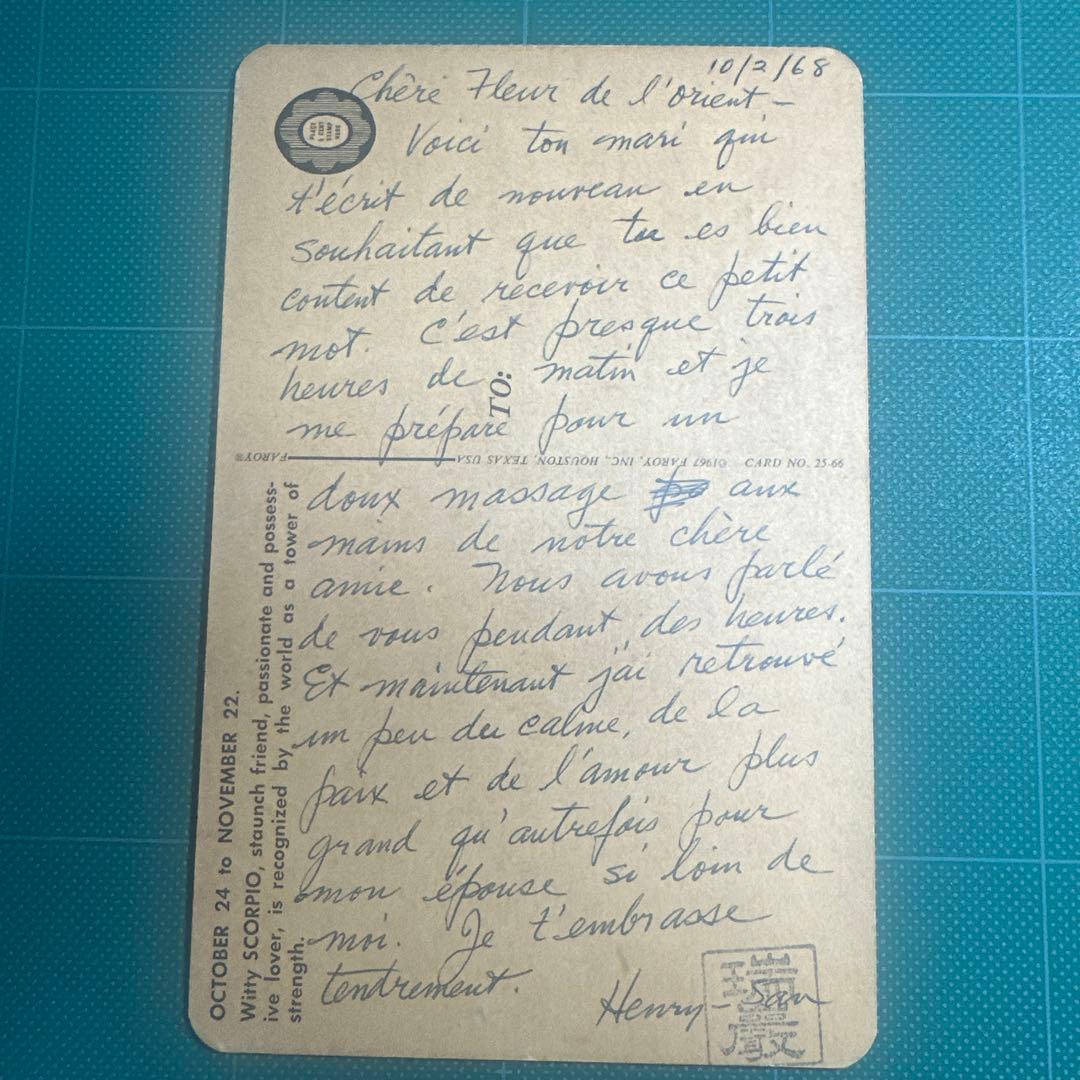 10/2/68
Chère Fleur de l'Orient—
Voici ton mari qui
t'écrit de nouveau en
souhaitant que tu es bien
content de recevoir ce petit
mot. C'est presque trois
heures de matin et je
me prépare pour un
doux massage aux
mains de notre chère
amie. Nous avons parlé
de vous pendant des heures.
Et maintenant j'ai retrouvé
un peu du calme, de la
paix et de l'amour plus
grand qu'autrefois pour
mon épouse si loin de
moi. Je t'embrasse
tendrement.
Henry-San
PLACE
STAMP
HERE
TO:
FAROY®
©1967 FAROY, INC., HOUSTON, TEXAS USA
CARD NO. 25-66
OCTOBER 24 to NOVEMBER 22.
Witty SCORPIO, staunch friend, passionate and possess-
ive lover, is recognized by the world as a tower of
strength.